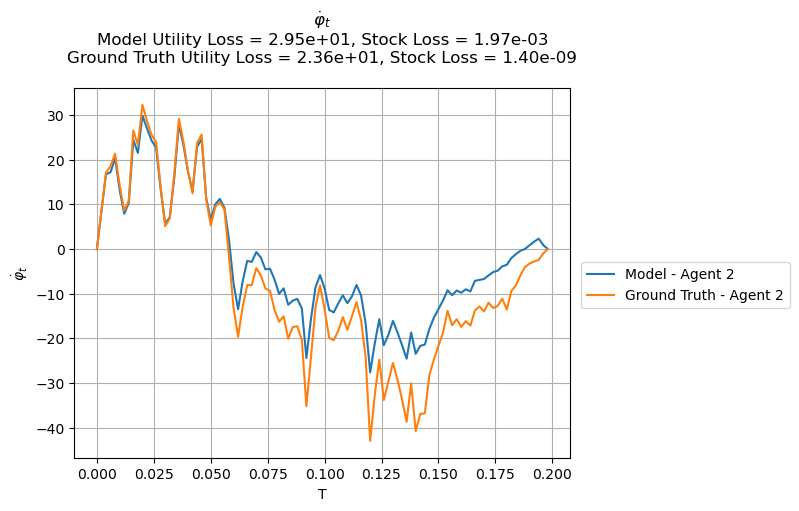 φ̇ₜ
Model Utility Loss = 2.95e+01, Stock Loss = 1.97e-03
Ground Truth Utility Loss = 2.36e+01, Stock Loss = 1.40e-09
φ̇ₜ
30
20
10
0
−10
−20
−30
−40
0.000
0.025
0.050
0.075
0.100
0.125
0.150
0.175
0.200
T
Model - Agent 2
Ground Truth - Agent 2